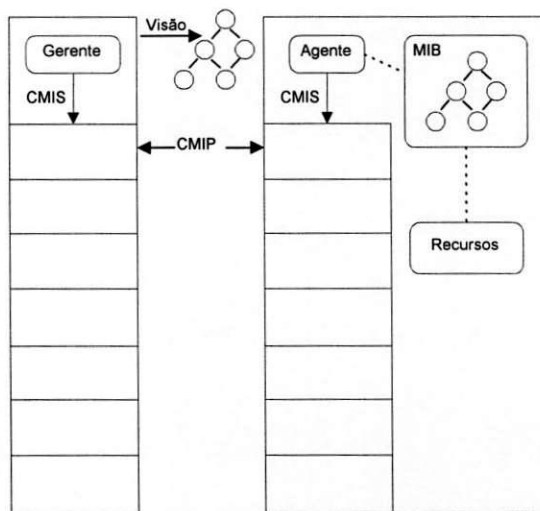 Visão
Gerente
Agente
MIB
CMIS
CMIS
CMIP
Recursos